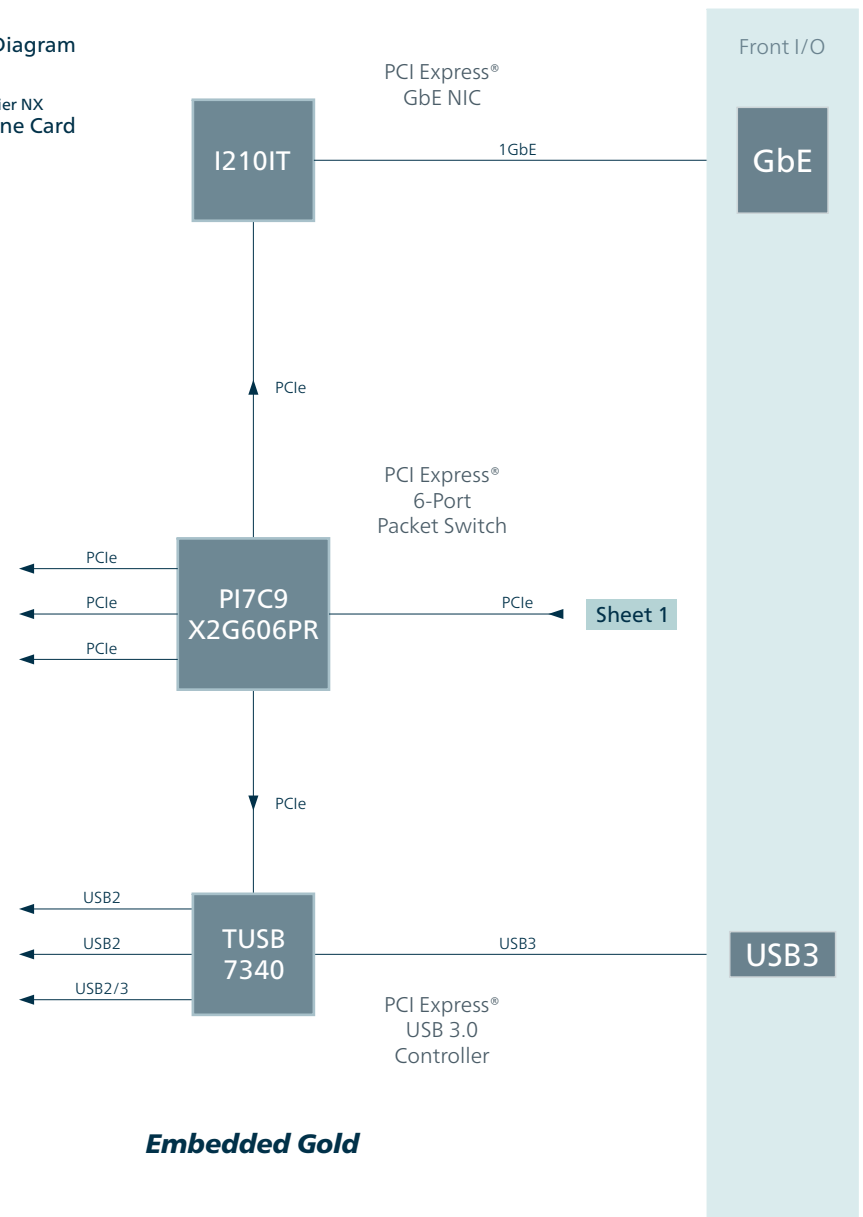 Diagram
Front I/O
PCI Express®
GbE NIC
NX
Card
I210IT
1GbE
GbE
PCIe
PCI Express®
6-Port
Packet Switch
PCIe
PCIe
PCIe
PI7C9
X2G606PR
PCIe
Sheet 1
PCIe
USB2
USB2
USB2/3
TUSB
7340
USB3
USB3
PCI Express®
USB 3.0
Controller
Embedded Gold